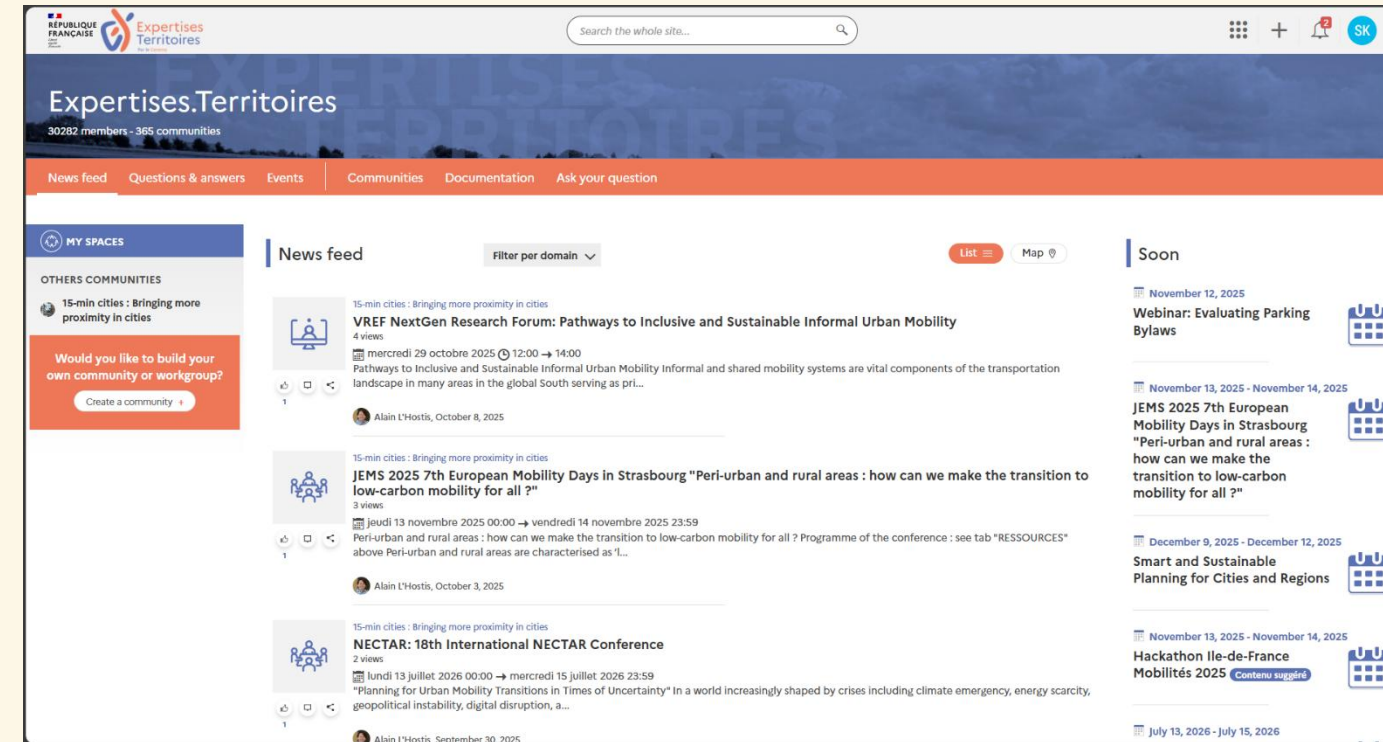 RÉPUBLIQUE
FRANÇAISE
Expertises
Territoires
Search the whole site...
2
SK
EXPERTISES
TERRITOIRES
Expertises.Territoires
30282 members - 365 communities
News feed Questions & answers Events Communities Documentation Ask your question
MY SPACES
OTHERS COMMUNITIES
15-min cities : Bringing more
proximity in cities
Would you like to build your
own community or workgroup?
Create a community +
News feed
Filter per domain
List
Map
15-min cities : Bringing more proximity in cities
VREF NextGen Research Forum: Pathways to Inclusive and Sustainable Informal Urban Mobility
4 views
mercredi 29 octobre 2025 12:00 → 14:00
Pathways to Inclusive and Sustainable Informal Urban Mobility Informal and shared mobility systems are vital components of the transportation
landscape in many areas in the global South serving as pri...
1
Alain L'Hostis, October 8, 2025
15-min cities : Bringing more proximity in cities
JEMS 2025 7th European Mobility Days in Strasbourg "Peri-urban and rural areas : how can we make the transition to
low-carbon mobility for all ?"
3 views
jeudi 13 novembre 2025 00:00 → vendredi 14 novembre 2025 23:59
Peri-urban and rural areas : how can we make the transition to low-carbon mobility for all ? Programme of the conference : see tab "RESSOURCES"
above Peri-urban and rural areas are characterised as 'l...
1
Alain L'Hostis, October 3, 2025
15-min cities : Bringing more proximity in cities
NECTAR: 18th International NECTAR Conference
2 views
lundi 13 juillet 2026 00:00 → mercredi 15 juillet 2026 23:59
"Planning for Urban Mobility Transitions in Times of Uncertainty" In a world increasingly shaped by crises including climate emergency, energy scarcity,
geopolitical instability, digital disruption, a...
1
Alain L'Hostis, September 30, 2025
Soon
November 12, 2025
Webinar: Evaluating Parking
Bylaws
November 13, 2025 - November 14, 2025
JEMS 2025 7th European
Mobility Days in Strasbourg
"Peri-urban and rural areas :
how can we make the
transition to low-carbon
mobility for all ?"
December 9, 2025 - December 12, 2025
Smart and Sustainable
Planning for Cities and Regions
November 13, 2025 - November 14, 2025
Hackathon Ile-de-France
Mobilités 2025 Contenu suggéré
July 13, 2026 - July 15, 2026